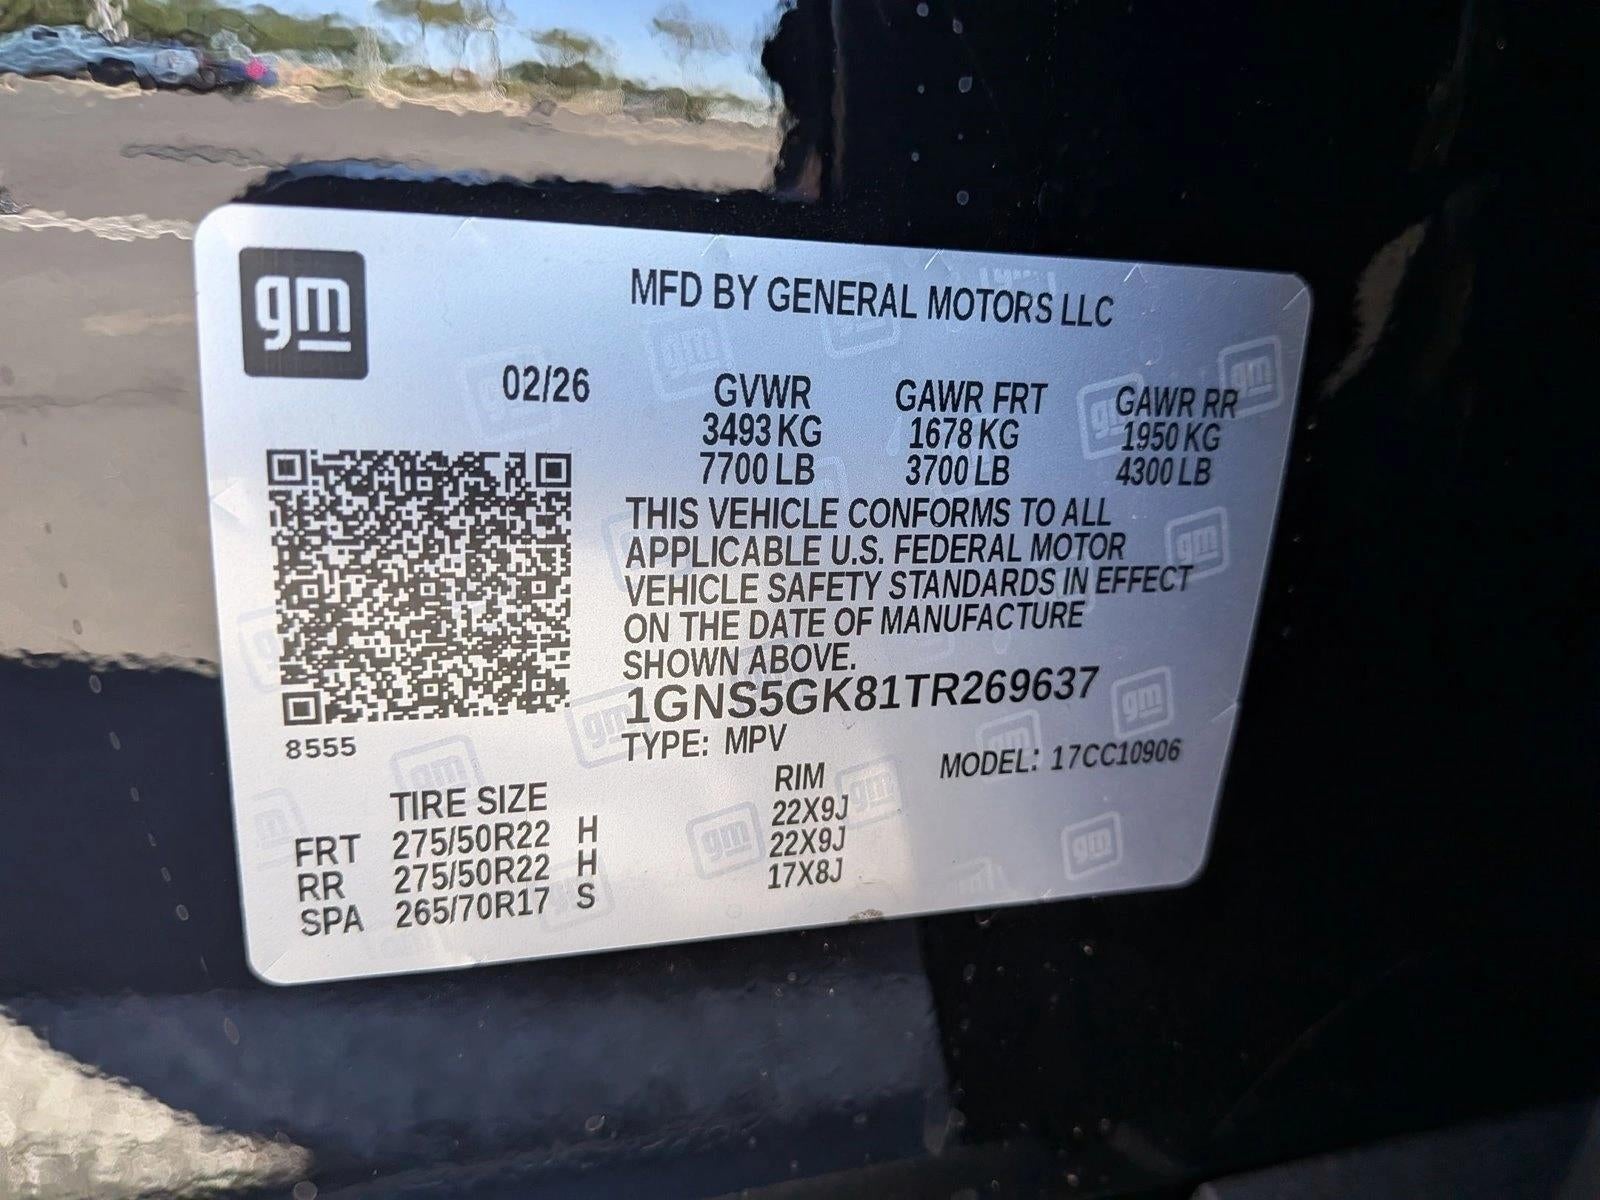 gm
MFD BY GENERAL MOTORS LLC
02/26 GVWR GAWR FRT GAWR RR
3493 KG 1678 KG 1950 KG
7700 LB 3700 LB 4300 LB
THIS VEHICLE CONFORMS TO ALL
APPLICABLE U.S. FEDERAL MOTOR
VEHICLE SAFETY STANDARDS IN EFFECT
ON THE DATE OF MANUFACTURE
SHOWN ABOVE.
1GNS5GK81TR269637
8555
TYPE: MPV
MODEL: 17CC10906
TIRE SIZE RIM
FRT 275/50R22 H 22X9J
RR 275/50R22 H 22X9J
SPA 265/70R17 S 17X8J